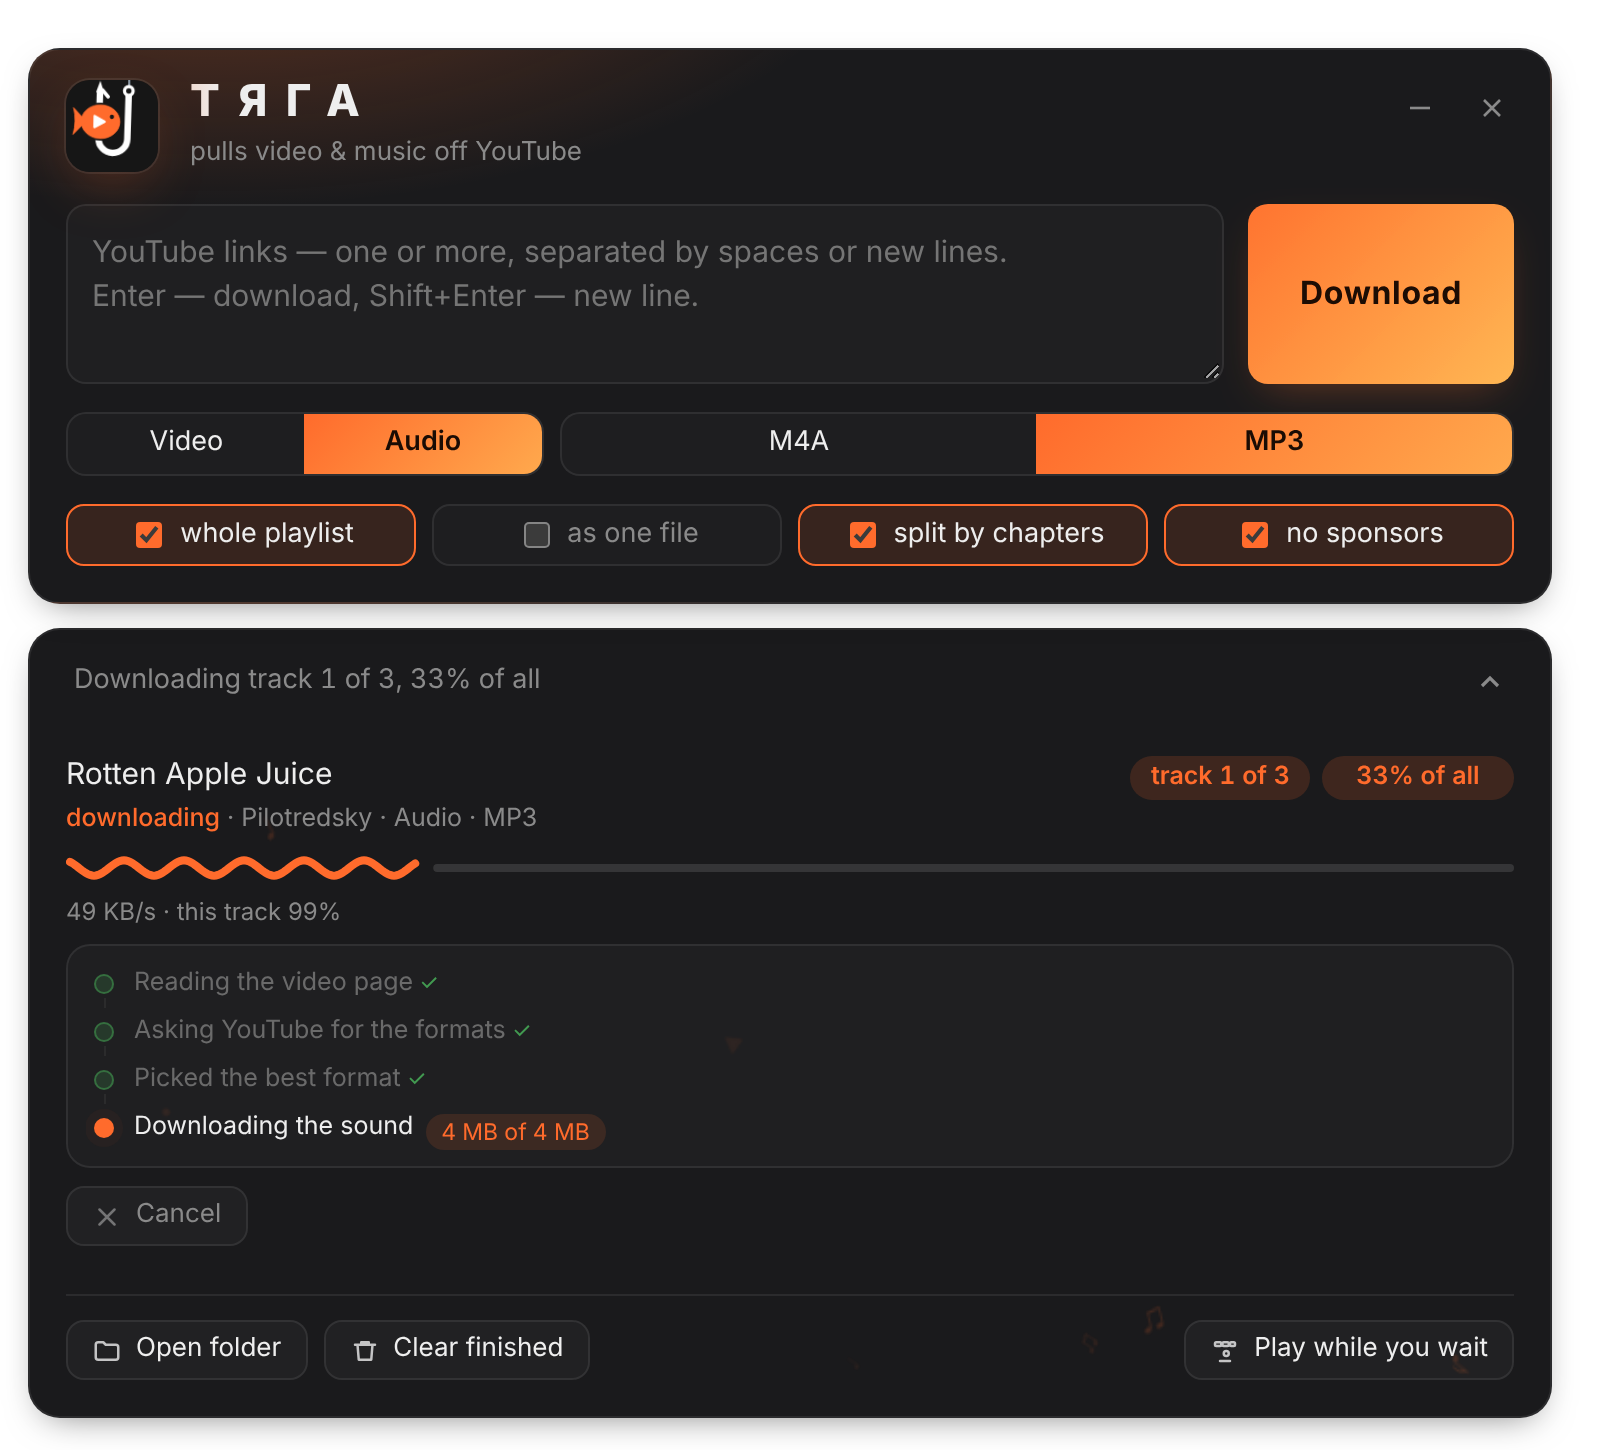 ТЯГА
pulls video & music off YouTube
YouTube links — one or more, separated by spaces or new lines.
Enter — download, Shift+Enter — new line.
Download
Video Audio M4A MP3
whole playlist as one file split by chapters no sponsors
Downloading track 1 of 3, 33% of all
Rotten Apple Juice track 1 of 3 33% of all
downloading · Pilotredsky · Audio · MP3
49 KB/s · this track 99%
Reading the video page
Asking YouTube for the formats
Picked the best format
Downloading the sound 4 MB of 4 MB
Cancel
Open folder Clear finished Play while you wait